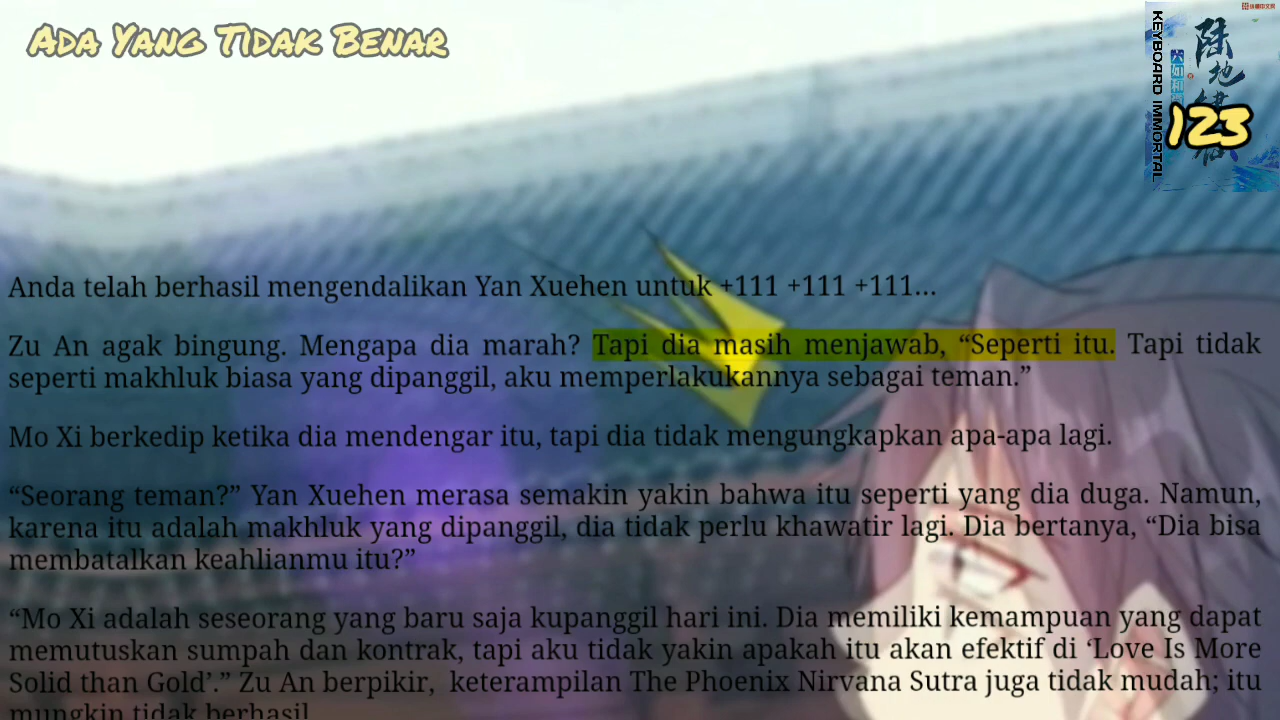 Ada Yang Tidak Benar
KEYBOARD IMMORTAL
陆地
123
Anda telah berhasil mengendalikan Yan Xuehen untuk +111 +111 +111…
Zu An agak bingung. Mengapa dia marah? Tapi dia masih menjawab, “Seperti itu. Tapi tidak
seperti makhluk biasa yang dipanggil, aku memperlakukannya sebagai teman.”
Mo Xi berkedip ketika dia mendengar itu, tapi dia tidak mengungkapkan apa-apa lagi.
“Seorang teman?” Yan Xuehen merasa semakin yakin bahwa itu seperti yang dia duga. Namun,
karena itu adalah makhluk yang dipanggil, dia tidak perlu khawatir lagi. Dia bertanya, “Dia bisa
membatalkan keahlianmu itu?”
“Mo Xi adalah seseorang yang baru saja kupanggil hari ini. Dia memiliki kemampuan yang dapat
memutuskan sumpah dan kontrak, tapi aku tidak yakin apakah itu akan efektif di ‘Love Is More
Solid than Gold’.” Zu An berpikir, keterampilan The Phoenix Nirvana Sutra juga tidak mudah; itu
mungkin tidak berhasil